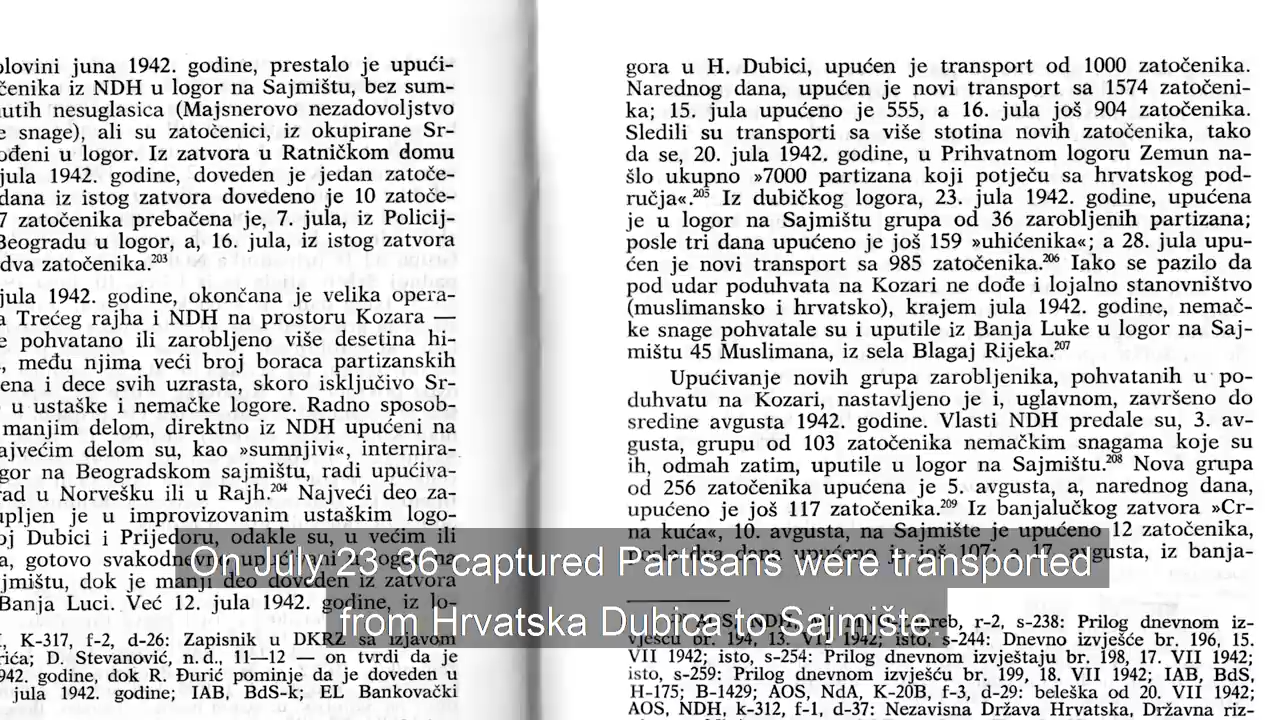 olovini juna 1942. godine, prestalo je upući-
čenika iz NDH u logor na Sajmištu, bez sum-
nutih nesuglasica (Majsnerovo nezadovoljstvo
e snage), ali su zatočenici, iz okupirane Sr-
ođeni u logor. Iz zatvora u Ratničkom domu
jula 1942. godine, doveden je jedan zatoče-
dana iz istog zatvora dovedeno je 10 zatoče-
7 zatočenika prebačena je, 7. jula, iz Policij-
Beogradu u logor, a, 16. jula, iz istog zatvora
dva zatočenika.²⁰³
jula 1942. godine, okončana je velika opera-
a Trećeg rajha i NDH na prostoru Kozara —
e pohvatano ili zarobljeno više desetina hi-
, među njima veći broj boraca partizanskih
ena i dece svih uzrasta, skoro isključivo Sr-
o u ustaške i nemačke logore. Radno sposob-
manjim delom, direktno iz NDH upućeni na
ajvećim delom su, kao »sumnjivi«, internira-
gor na Beogradskom sajmištu, radi upućiva-
rad u Norvešku ili u Rajh.²⁰⁴ Najveći deo za-
upljen je u improvizovanim ustaškim logo-
oj Dubici i Prijedoru, odakle su, u većim ili
a, gotovo svakodnevno, upućivani u logor na
jmištu, dok je manji deo doveden iz zatvora
Banja Luci. Već 12. jula 1942. godine, iz lo-
I, K-317, f-2, d-26: Zapisnik u DKRZ sa izjavom
rića; D. Stevanović, n. d., 11—12 — on tvrdi da je
942. godine, dok R. Đurić pominje da je doveden u
jula 1942. godine; IAB, BdS-k; EL Bankovački
gora u H. Dubici, upućen je transport od 1000 zatočenika.
Narednog dana, upućen je novi transport sa 1574 zatočeni-
ka; 15. jula upućeno je 555, a 16. jula još 904 zatočenika.
Sledili su transporti sa više stotina novih zatočenika, tako
da se, 20. jula 1942. godine, u Prihvatnom logoru Zemun na-
šlo ukupno »7000 partizana koji potječu sa hrvatskog pod-
ručja«.²⁰⁵ Iz dubičkog logora, 23. jula 1942. godine, upućena
je u logor na Sajmištu grupa od 36 zarobljenih partizana;
posle tri dana upućeno je još 159 »uhićenika«; a 28. jula upu-
ćen je novi transport sa 985 zatočenika.²⁰⁶ Iako se pazilo da
pod udar poduhvata na Kozari ne dođe i lojalno stanovništvo
(muslimansko i hrvatsko), krajem jula 1942. godine, nemač-
ke snage pohvatale su i uputile iz Banja Luke u logor na Saj-
mištu 45 Muslimana, iz sela Blagaj Rijeka.²⁰⁷
Upućivanje novih grupa zarobljenika, pohvatanih u po-
duhvatu na Kozari, nastavljeno je i, uglavnom, završeno do
sredine avgusta 1942. godine. Vlasti NDH predale su, 3. av-
gusta, grupu od 103 zatočenika nemačkim snagama koje su
ih, odmah zatim, uputile u logor na Sajmištu.²⁰⁸ Nova grupa
od 256 zatočenika upućena je 5. avgusta, a, narednog dana,
upućeno je još 117 zatočenika.²⁰⁹ Iz banjalučkog zatvora »Cr-
na kuća«, 10. avgusta, na Sajmište je upućeno 12 zatočenika,
posle dva dana upućeno je još 107; a 17. avgusta, iz banja-
AOS, NDH, zreb, r-2, s-238: Prilog dnevnom iz-
vješću br. 194, 13. VII 1942; isto, s-244: Dnevno izvješće br. 196, 15.
VII 1942; isto, s-254: Prilog dnevnom izvještaju br. 198, 17. VII 1942;
isto, s-259: Prilog dnevnom izvješću br. 199, 18. VII 1942; IAB, BdS,
H-175; B-1429; AOS, NdA, K-20B, f-3, d-29: beleška od 20. VII 1942;
AOS, NDH, k-312, f-1, d-37: Nezavisna Država Hrvatska, Državna riz-
On July 23 36 captured Partisans were transported
from Hrvatska Dubica to Sajmište.